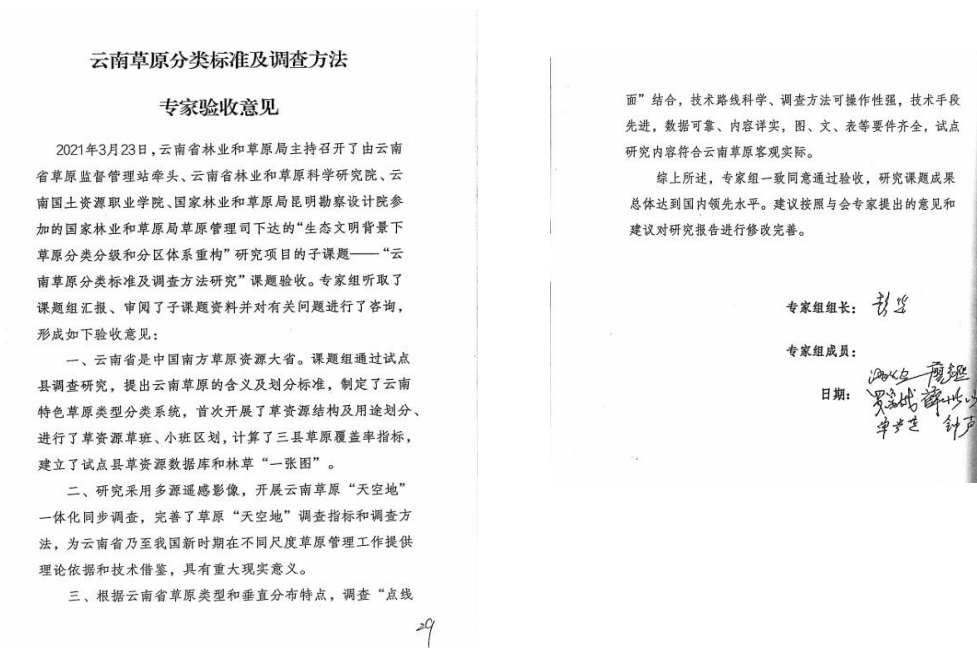 云南草原分类标准及调查方法
专家验收意见
2021年3月23日，云南省林业和草原局主持召开了由云南
省草原监督管理站牵头、云南省林业和草原科学研究院、云
南国土资源职业学院、国家林业和草原局昆明勘察设计院参
加的国家林业和草原局草原管理司下达的“生态文明背景下
草原分类分级和分区体系重构”研究项目的子课题——“云
南草原分类标准及调查方法研究”课题验收。专家组听取了
课题组汇报、审阅了子课题资料并对有关问题进行了咨询，
形成如下验收意见：
一、云南省是中国南方草原资源大省。课题组通过试点
县调查研究，提出云南草原的含义及划分标准，制定了云南
特色草原类型分类系统，首次开展了草资源结构及用途划分、
进行了草资源草班、小班区划，计算了三县草原覆盖率指标，
建立了试点县草资源数据库和林草“一张图”。
二、研究采用多源遥感影像，开展云南草原“天空地”
一体化同步调查，完善了草原“天空地”调查指标和调查方
法，为云南省乃至我国新时期在不同尺度草原管理工作提供
理论依据和技术借鉴，具有重大现实意义。
三、根据云南省草原类型和垂直分布特点，调查“点线
29
面”结合，技术路线科学、调查方法可操作性强，技术手段
先进，数据可靠、内容详实，图、文、表等要件齐全，试点
研究内容符合云南草原客观实际。
综上所述，专家组一致同意通过验收，研究课题成果
总体达到国内领先水平。建议按照与会专家提出的意见和
建议对研究报告进行修改完善。
专家组组长：
专家组成员：
日期：
钟声